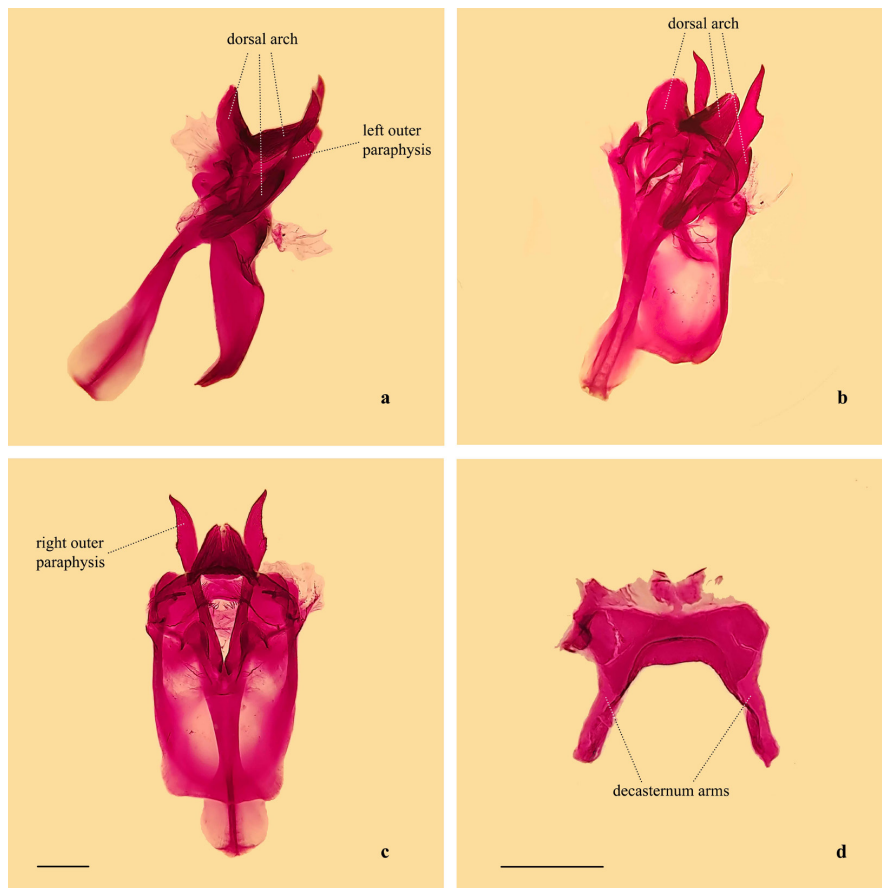 dorsal arch
left outer
paraphysis
a
dorsal arch
b
right outer
paraphysis
c
decasternum arms
d